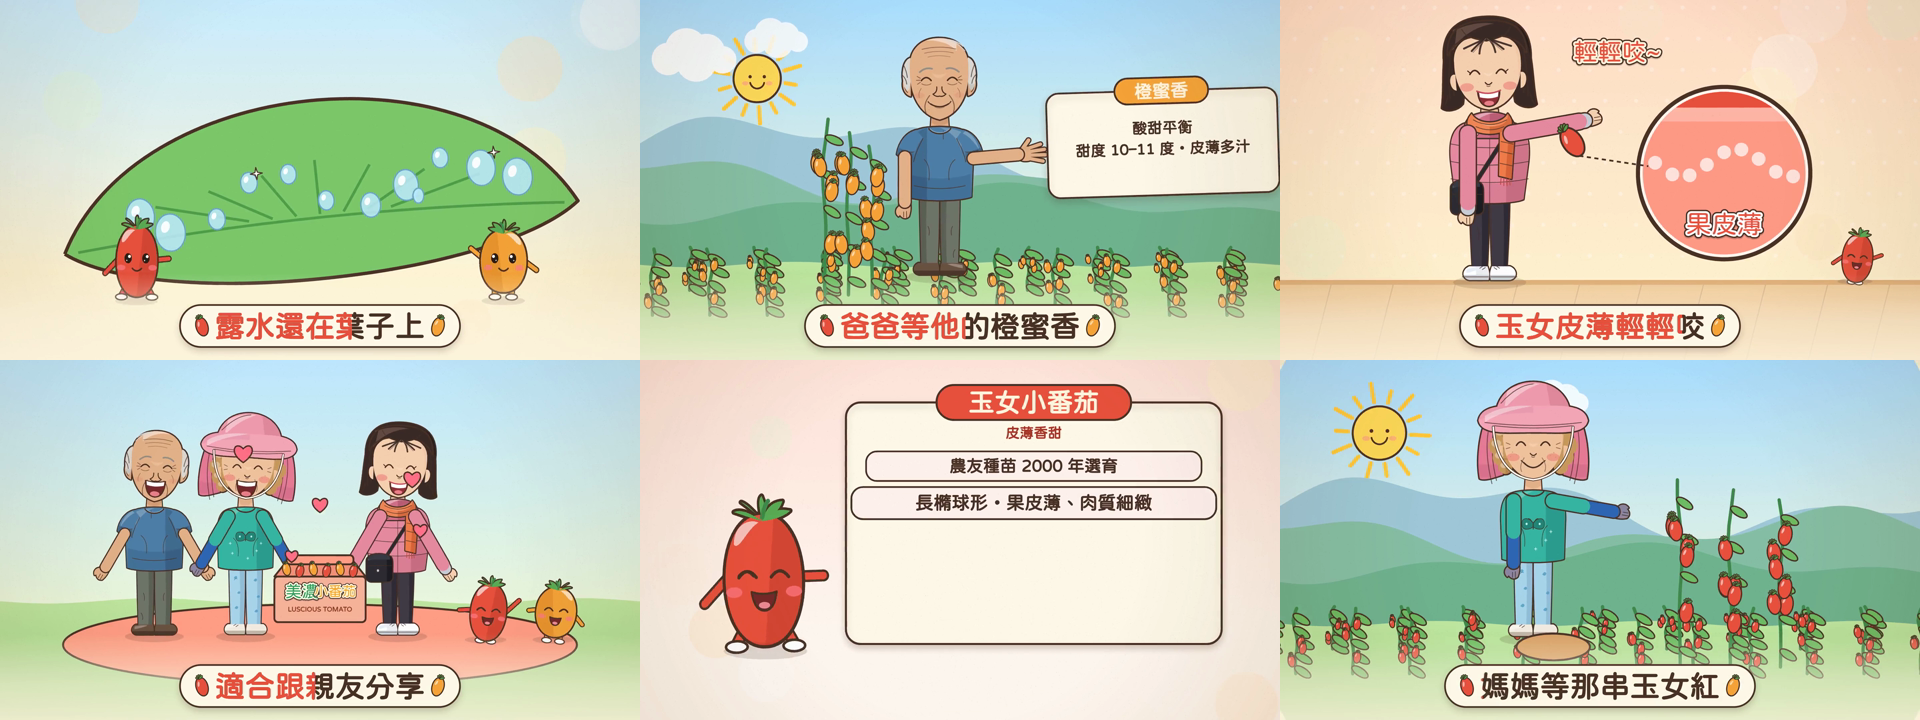 露水還在葉子上
橙蜜香
酸甜平衡
甜度 10-11 度・皮薄多汁
爸爸等他的橙蜜香
輕輕咬~
果皮薄
玉女皮薄輕輕咬
美濃小番茄
LUSCIOUS TOMATO
適合跟親友分享
玉女小番茄
皮薄香甜
農友種苗 2000 年選育
長橢球形・果皮薄、肉質細緻
媽媽等那串玉女紅